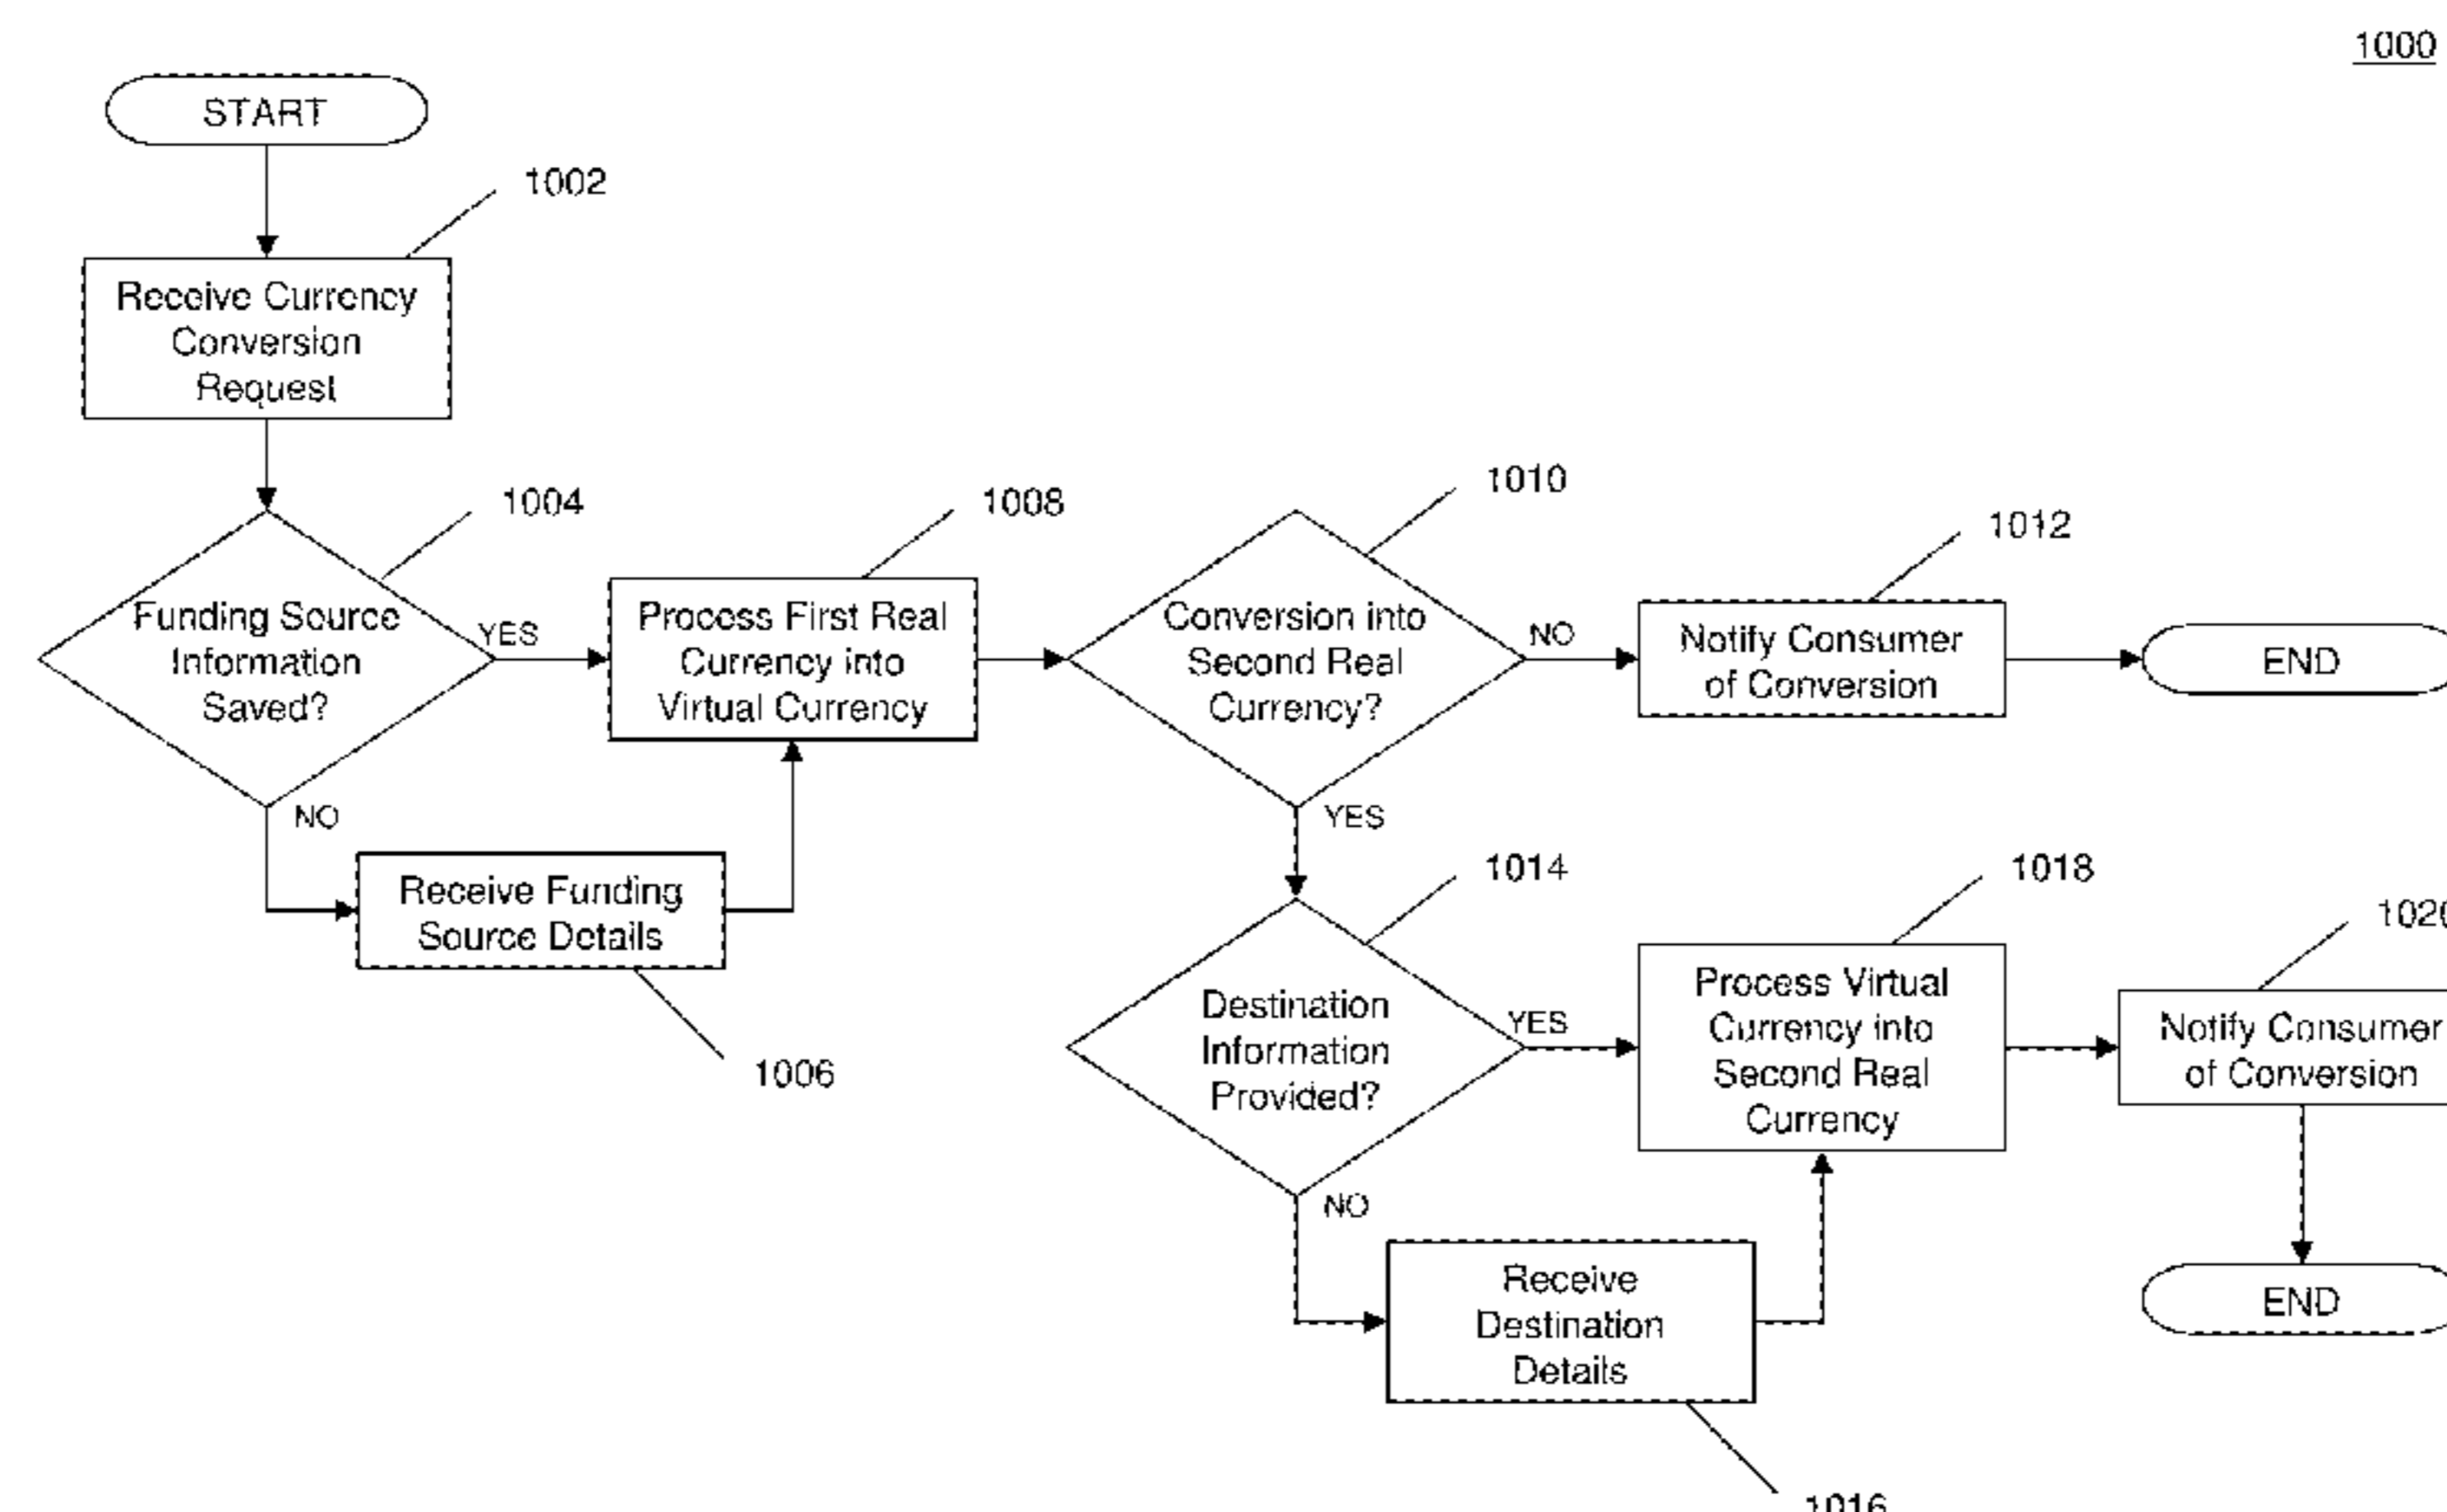 1000
START
1002
Receive Currency
Conversion
Request
1004
Funding Source
Information
Saved?
YES
NO
1006
Receive Funding
Source Details
1008
Process First Real
Currency into
Virtual Currency
1010
Conversion into
Second Real
Currency?
NO
YES
1012
Notify Consumer
of Conversion
END
1014
Destination
Information
Provided?
YES
NO
1016
Receive
Destination
Details
1018
Process Virtual
Currency into
Second Real
Currency
1020
Notify Consumer
of Conversion
END